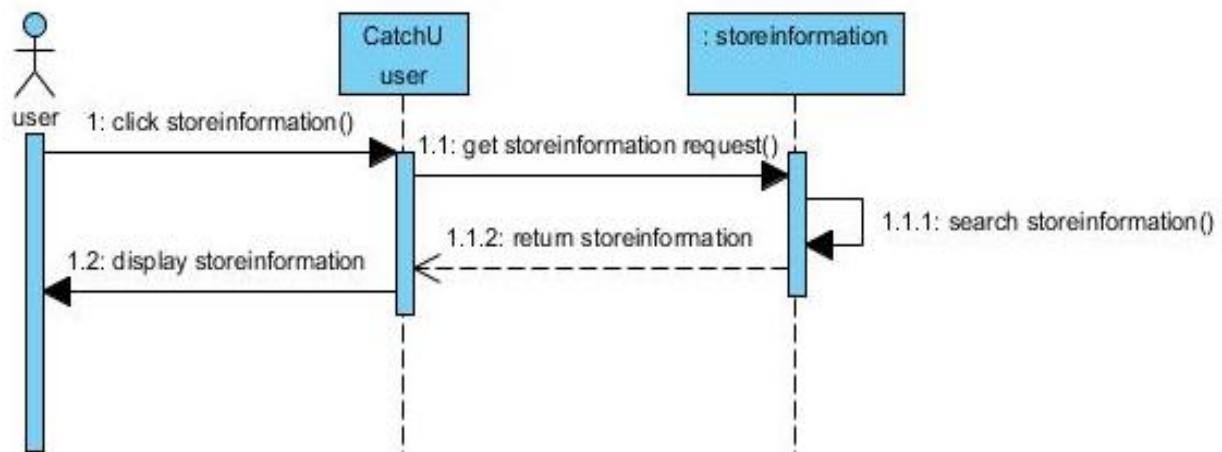 CatchU
user
: storeinformation
user
1: click storeinformation()
1.1: get storeinformation request()
1.1.1: search storeinformation()
1.1.2: return storeinformation
1.2: display storeinformation